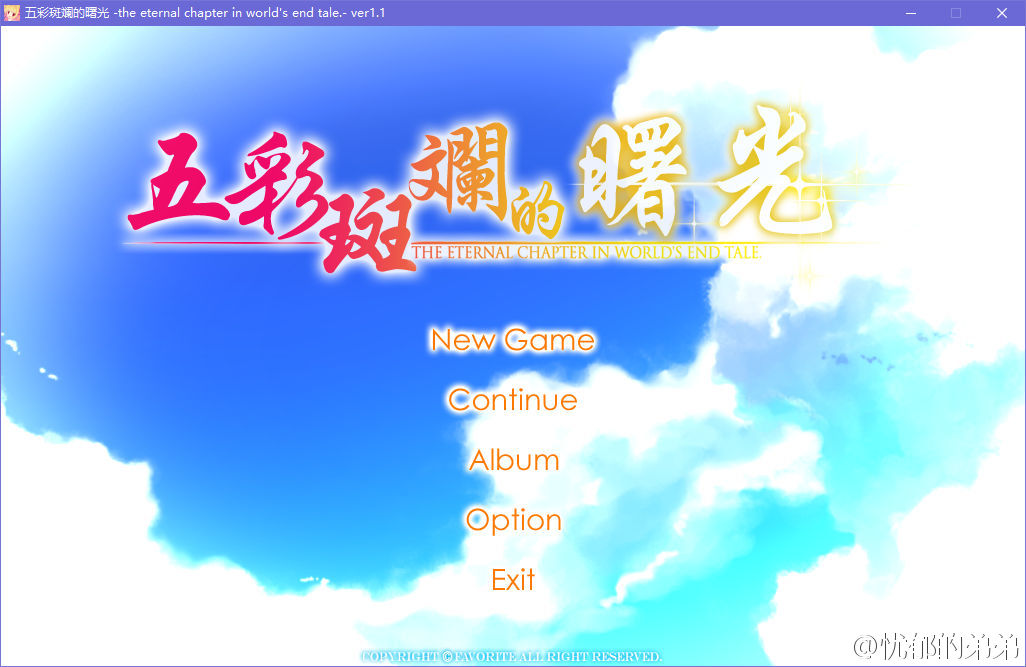 五彩斑斓的曙光 -the eternal chapter in world's end tale.- ver1.1
五彩斑斕的曙光
THE ETERNAL CHAPTER IN WORLD'S END TALE.
New Game
Continue
Album
Option
Exit
COPYRIGHT ©FAVORITE ALL RIGHT RESERVED.
@忧郁的弟弟